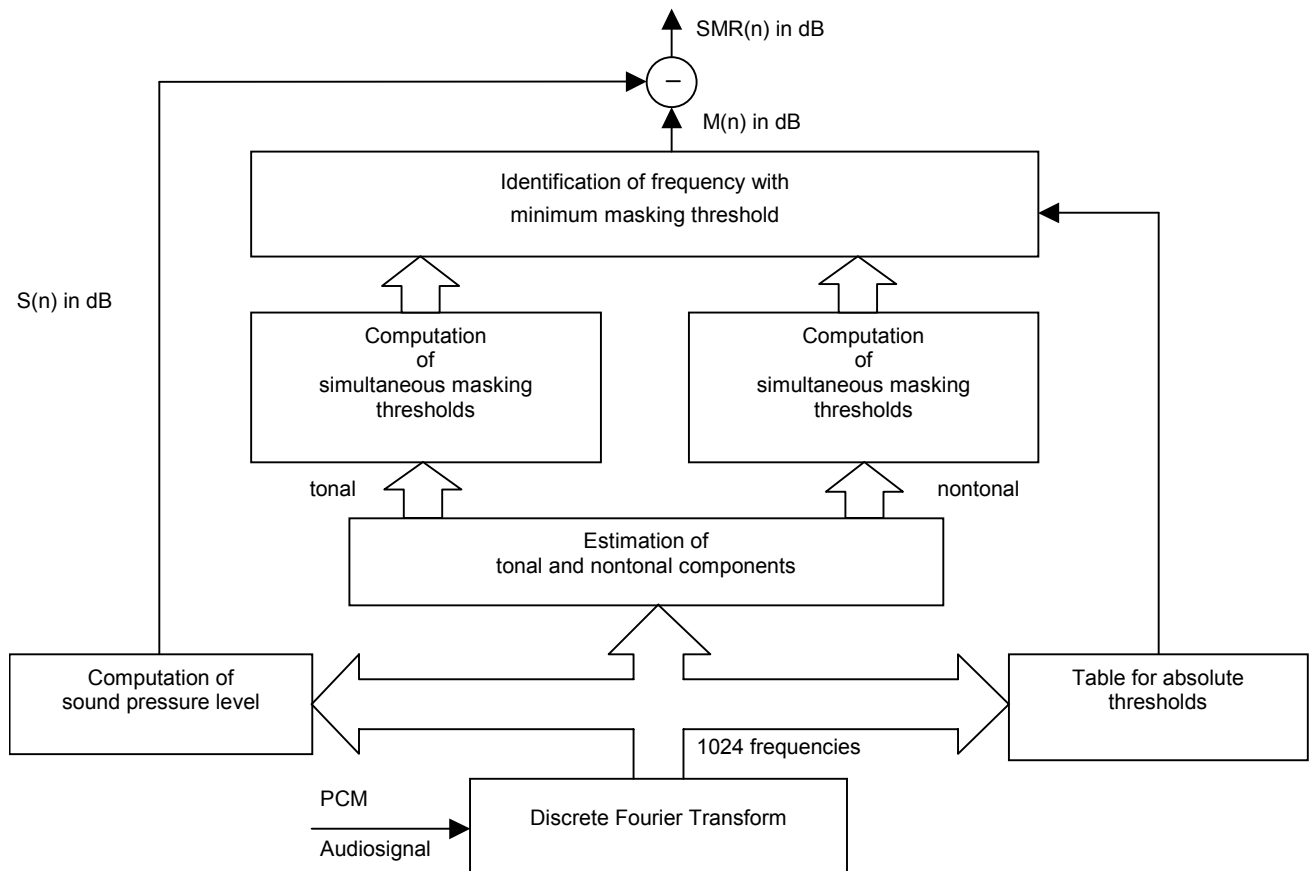 SMR(n) in dB
−
M(n) in dB
Identification of frequency with
minimum masking threshold
S(n) in dB
Computation
of
simultaneous masking
thresholds
Computation
of
simultaneous masking
thresholds
tonal
nontonal
Estimation of
tonal and nontonal components
Computation of
sound pressure level
Table for absolute
thresholds
1024 frequencies
PCM
Audiosignal
Discrete Fourier Transform